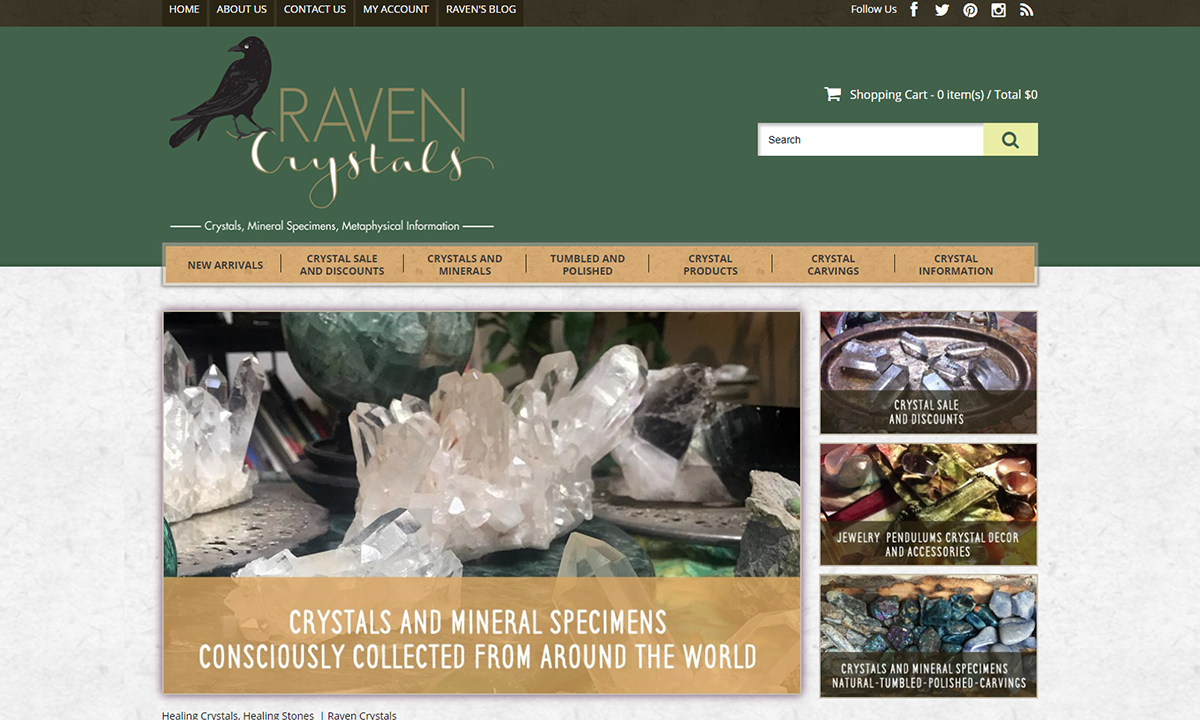 HOME ABOUT US CONTACT US MY ACCOUNT RAVEN'S BLOG Follow Us
RAVEN
Crystals
Crystals, Mineral Specimens, Metaphysical Information
Shopping Cart - 0 item(s) / Total $0
Search
NEW ARRIVALS
CRYSTAL SALE
AND DISCOUNTS
CRYSTALS AND
MINERALS
TUMBLED AND
POLISHED
CRYSTAL
PRODUCTS
CRYSTAL
CARVINGS
CRYSTAL
INFORMATION
CRYSTALS AND MINERAL SPECIMENS
CONSCIOUSLY COLLECTED FROM AROUND THE WORLD
CRYSTAL SALE
AND DISCOUNTS
JEWELRY PENDULUMS CRYSTAL DECOR
AND ACCESSORIES
CRYSTALS AND MINERAL SPECIMENS
NATURAL-TUMBLED-POLISHED-CARVINGS
Healing Crystals, Healing Stones | Raven Crystals